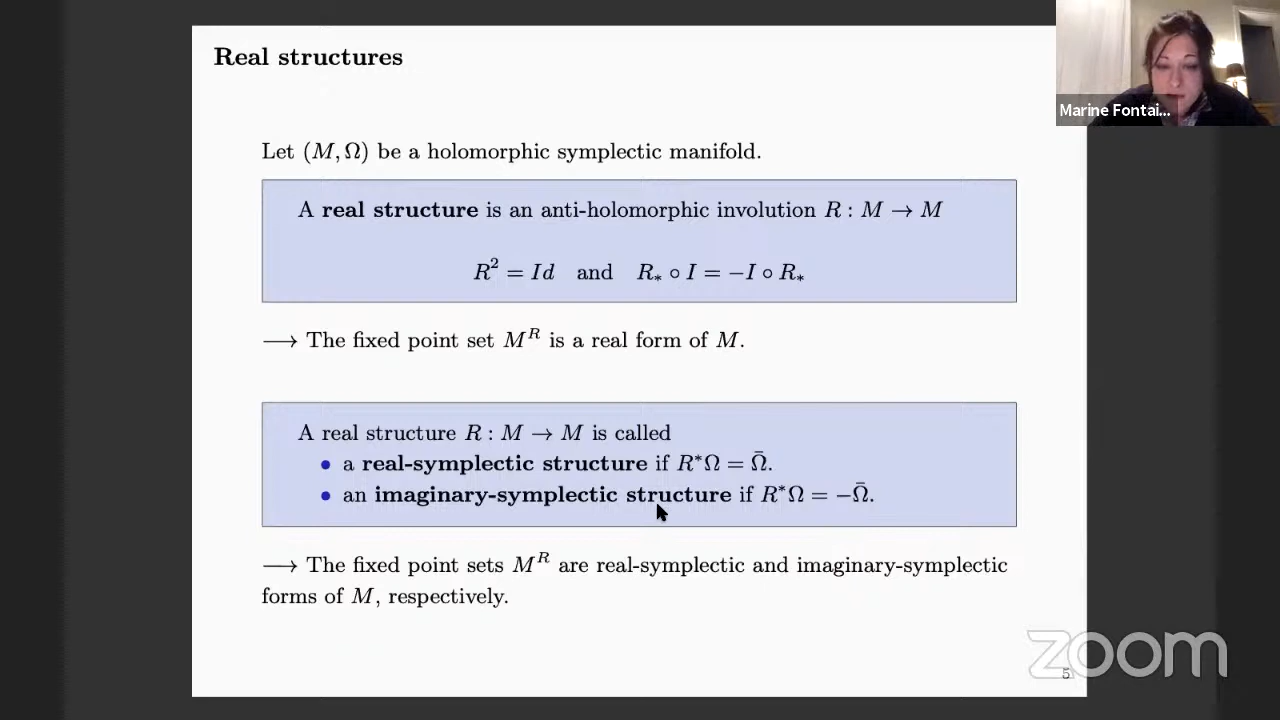 Real structures
Marine Fontai...
Let (M, Ω) be a holomorphic symplectic manifold.
A real structure is an anti-holomorphic involution R : M → M
R² = Id and R∗ ∘ I = −I ∘ R∗
⟶ The fixed point set Mᴿ is a real form of M.
A real structure R : M → M is called
• a real-symplectic structure if R*Ω = Ω̄.
• an imaginary-symplectic structure if R*Ω = −Ω̄.
⟶ The fixed point sets Mᴿ are real-symplectic and imaginary-symplectic
forms of M, respectively.
zoom
5